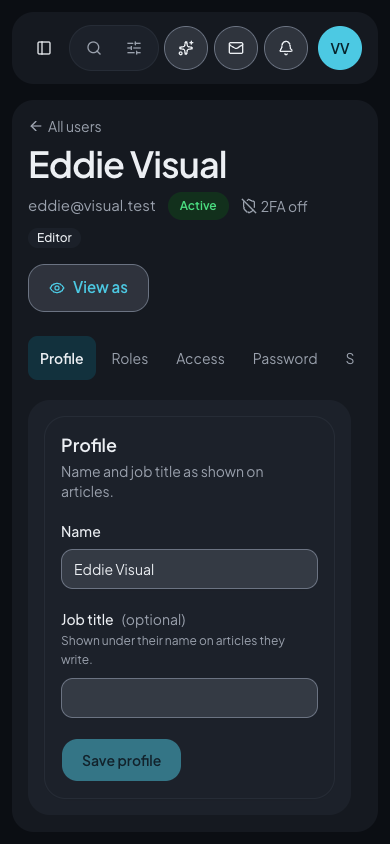 VV
All users
Eddie Visual
eddie@visual.test Active 2FA off
Editor
View as
Profile Roles Access Password S
Profile
Name and job title as shown on
articles.
Name
Eddie Visual
Job title (optional)
Shown under their name on articles they
write.
Save profile